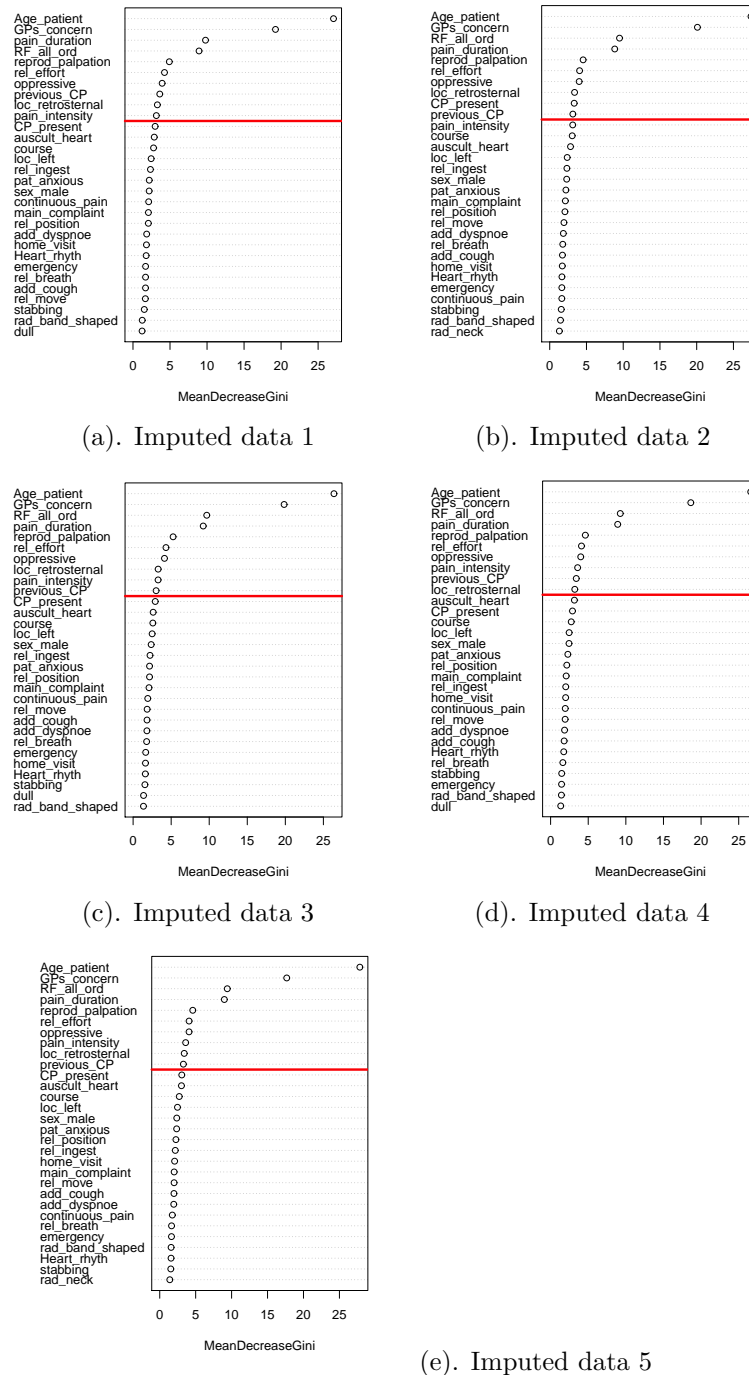 Age_patient
GPs_concern
pain_duration
RF_all_ord
reprod_palpation
rel_effort
oppressive
previous_CP
loc_retrosternal
pain_intensity
CP_present
auscult_heart
course
loc_left
rel_ingest
pat_anxious
sex_male
continuous_pain
main_complaint
rel_position
add_dyspnoe
home_visit
Heart_rhyth
emergency
rel_breath
add_cough
rel_move
stabbing
rad_band_shaped
dull
0 5 10 15 20 25
MeanDecreaseGini
(a). Imputed data 1
Age_patient
GPs_concern
RF_all_ord
pain_duration
reprod_palpation
rel_effort
oppressive
loc_retrosternal
CP_present
previous_CP
pain_intensity
course
auscult_heart
loc_left
rel_ingest
sex_male
pat_anxious
main_complaint
rel_position
rel_move
add_dyspnoe
rel_breath
add_cough
home_visit
Heart_rhyth
emergency
continuous_pain
stabbing
rad_band_shaped
rad_neck
0 5 10 15 20 25
MeanDecreaseGini
(b). Imputed data 2
Age_patient
GPs_concern
RF_all_ord
pain_duration
reprod_palpation
rel_effort
oppressive
loc_retrosternal
pain_intensity
previous_CP
CP_present
auscult_heart
course
loc_left
sex_male
rel_ingest
pat_anxious
rel_position
main_complaint
continuous_pain
rel_move
add_cough
add_dyspnoe
rel_breath
emergency
home_visit
Heart_rhyth
stabbing
dull
rad_band_shaped
0 5 10 15 20 25
MeanDecreaseGini
(c). Imputed data 3
Age_patient
GPs_concern
RF_all_ord
pain_duration
reprod_palpation
rel_effort
oppressive
pain_intensity
previous_CP
loc_retrosternal
auscult_heart
CP_present
course
loc_left
sex_male
pat_anxious
rel_position
main_complaint
rel_ingest
home_visit
continuous_pain
rel_move
add_dyspnoe
add_cough
Heart_rhyth
rel_breath
stabbing
emergency
rad_band_shaped
dull
0 5 10 15 20 25
MeanDecreaseGini
(d). Imputed data 4
Age_patient
GPs_concern
RF_all_ord
pain_duration
reprod_palpation
rel_effort
oppressive
pain_intensity
loc_retrosternal
previous_CP
CP_present
auscult_heart
course
loc_left
sex_male
pat_anxious
rel_position
rel_ingest
home_visit
main_complaint
rel_move
add_cough
add_dyspnoe
continuous_pain
rel_breath
emergency
rad_band_shaped
Heart_rhyth
stabbing
rad_neck
0 5 10 15 20 25
MeanDecreaseGini
(e). Imputed data 5